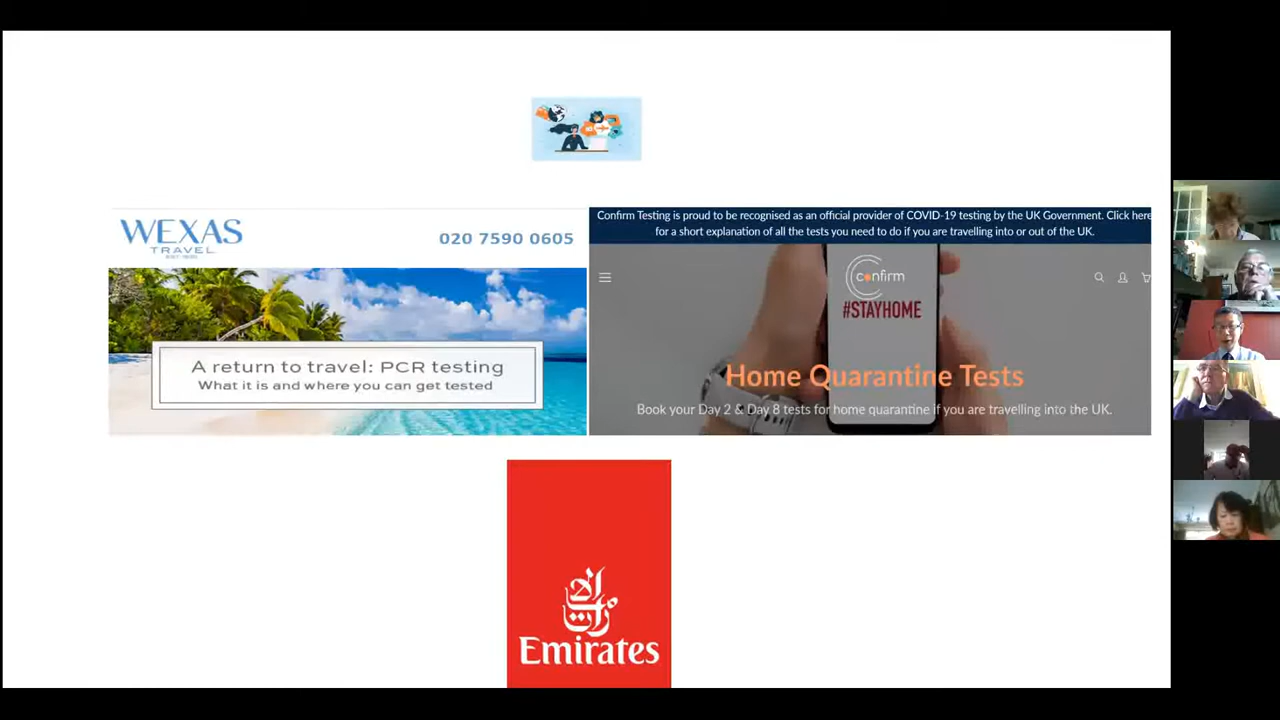 WEXAS
TRAVEL
020 7590 0605
A return to travel: PCR testing
What it is and where you can get tested
Confirm Testing is proud to be recognised as an official provider of COVID-19 testing by the UK Government. Click here
for a short explanation of all the tests you need to do if you are travelling into or out of the UK.
confirm
#STAYHOME
Home Quarantine Tests
Book your Day 2 & Day 8 tests for home quarantine if you are travelling into the UK.
Emirates